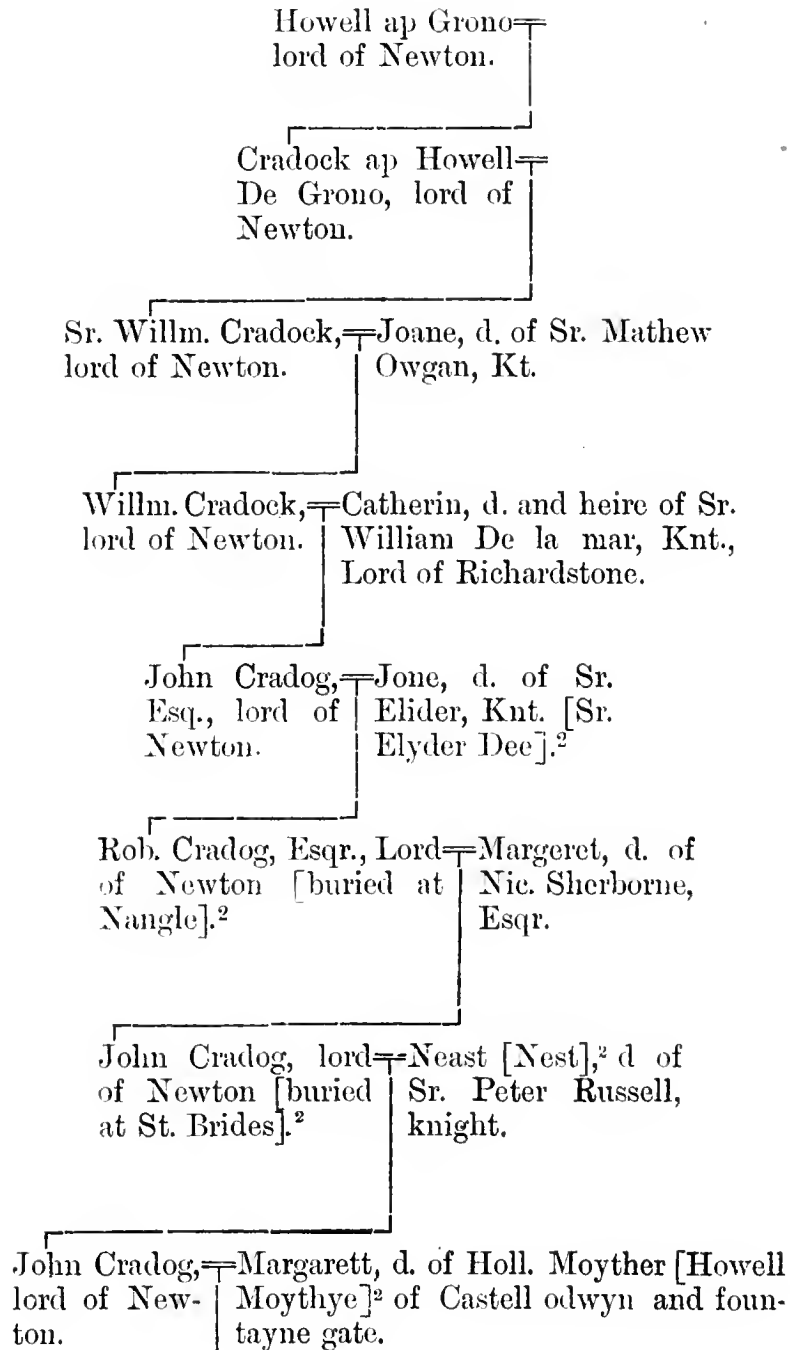 Howell ap Grono
lord of Newton.
Cradock ap Howell
De Grono, lord of
Newton.
Sr. Willm. Cradock, Joane, d. of Sr. Mathew
lord of Newton. Owgan, Kt.
Willm. Cradock, Catherin, d. and heire of Sr.
lord of Newton. William De la mar, Knt.,
Lord of Richardstone.
John Cradog, Jone, d. of Sr.
Esq., lord of Elider, Knt. [Sr.
Newton. Elyder Dee].²
Rob. Cradog, Esqr., Lord Margeret, d. of
of Newton [buried at Nic. Sherborne,
Nangle].² Esqr.
John Cradog, lord Neast [Nest],² d of
of Newton [buried Sr. Peter Russell,
at St. Brides].² knight.
John Cradog, Margarett, d. of Holl. Moyther [Howell
lord of New- Moythye]² of Castell odwyn and foun-
ton. tayne gate.